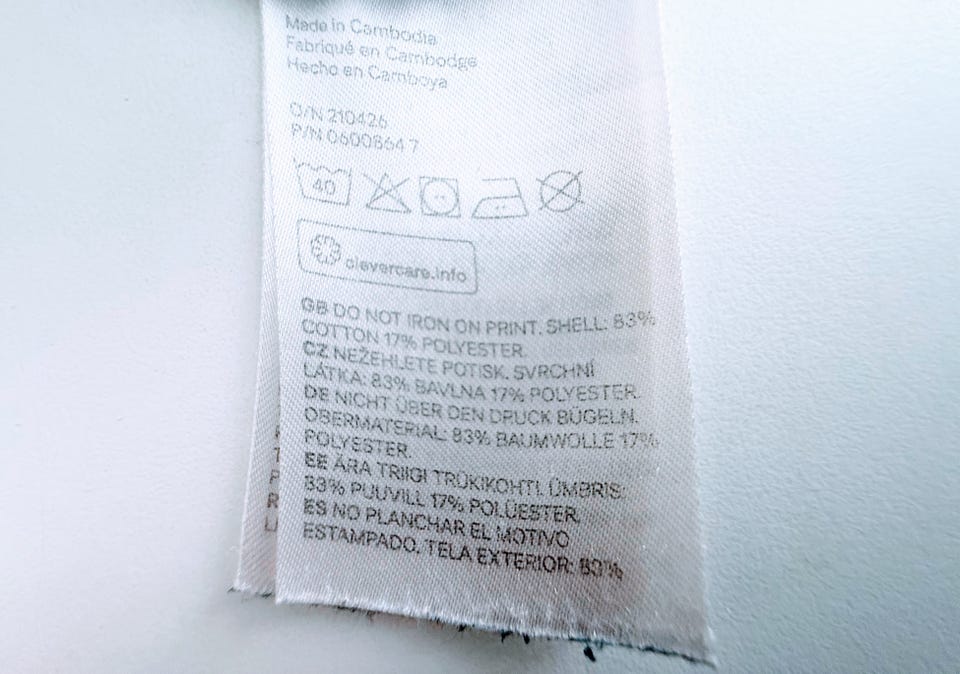 Made in Cambodia
Fabriqué en Cambodge
Hecho en Camboya
O/N 210426
P/N 06008647
40
clevercare.info
GB DO NOT IRON ON PRINT. SHELL: 83%
COTTON 17% POLYESTER.
CZ NEŽEHLETE POTISK. SVRCHNÍ
LÁTKA: 83% BAVLNA 17% POLYESTER.
DE NICHT ÜBER DEN DRUCK BÜGELN.
OBERMATERIAL: 83% BAUMWOLLE 17%
POLYESTER.
EE ÄRA TRIIGI TRÜKIKOHTI. ÜMBRIS:
83% PUUVILL 17% POLÜESTER.
ES NO PLANCHAR EL MOTIVO
ESTAMPADO. TELA EXTERIOR: 83%